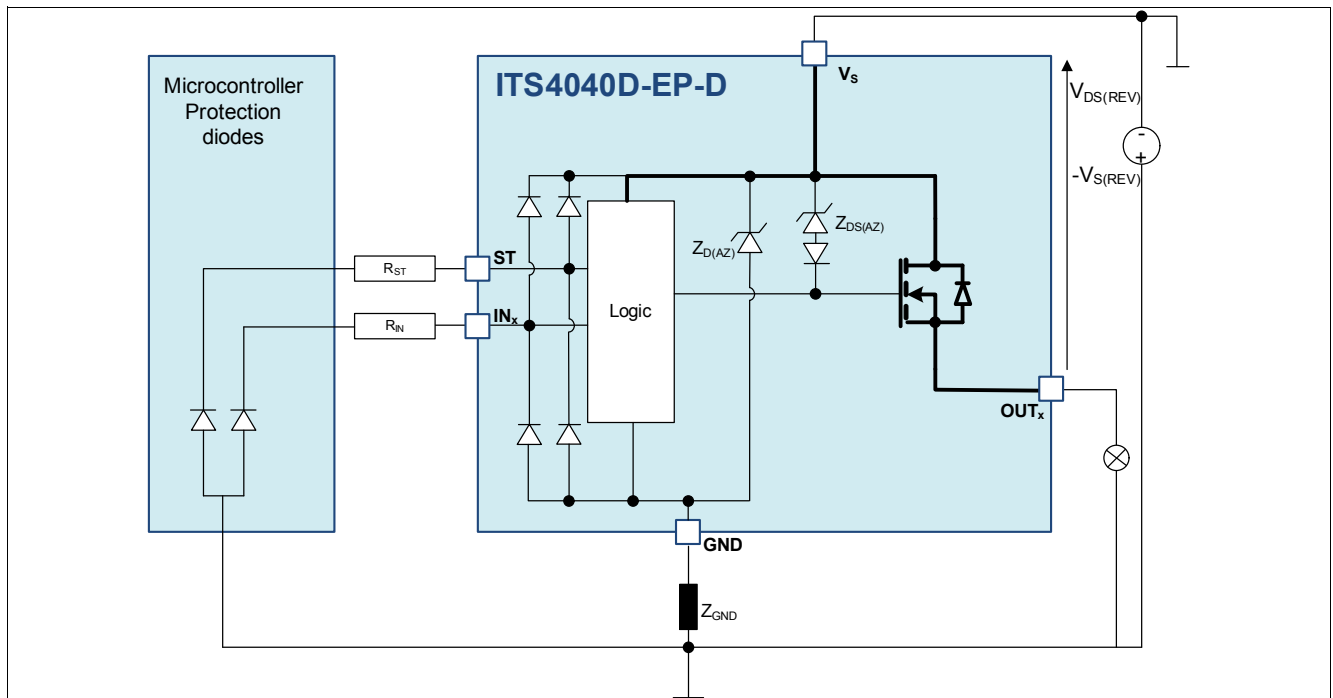 Microcontroller
Protection
diodes
ITS4040D-EP-D
VS
VDS(REV)
-
+
-VS(REV)
ZDS(AZ)
ZD(AZ)
RST
ST
RIN
INx
Logic
OUTx
GND
ZGND